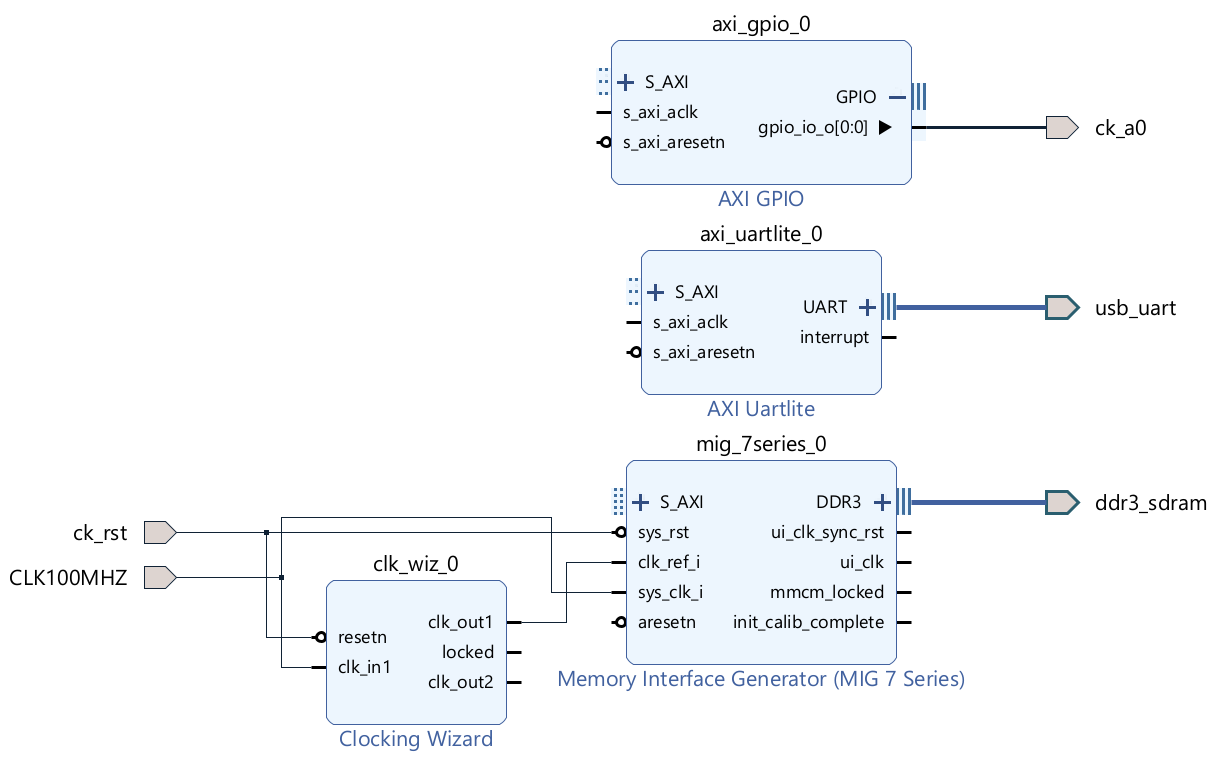 axi_gpio_0
S_AXI
s_axi_aclk
s_axi_aresetn
GPIO
gpio_io_o[0:0]
ck_a0
AXI GPIO
axi_uartlite_0
S_AXI
s_axi_aclk
s_axi_aresetn
UART
interrupt
usb_uart
AXI Uartlite
mig_7series_0
S_AXI
sys_rst
clk_ref_i
sys_clk_i
aresetn
DDR3
ui_clk_sync_rst
ui_clk
mmcm_locked
init_calib_complete
ddr3_sdram
Memory Interface Generator (MIG 7 Series)
ck_rst
CLK100MHZ
clk_wiz_0
resetn
clk_in1
clk_out1
locked
clk_out2
Clocking Wizard